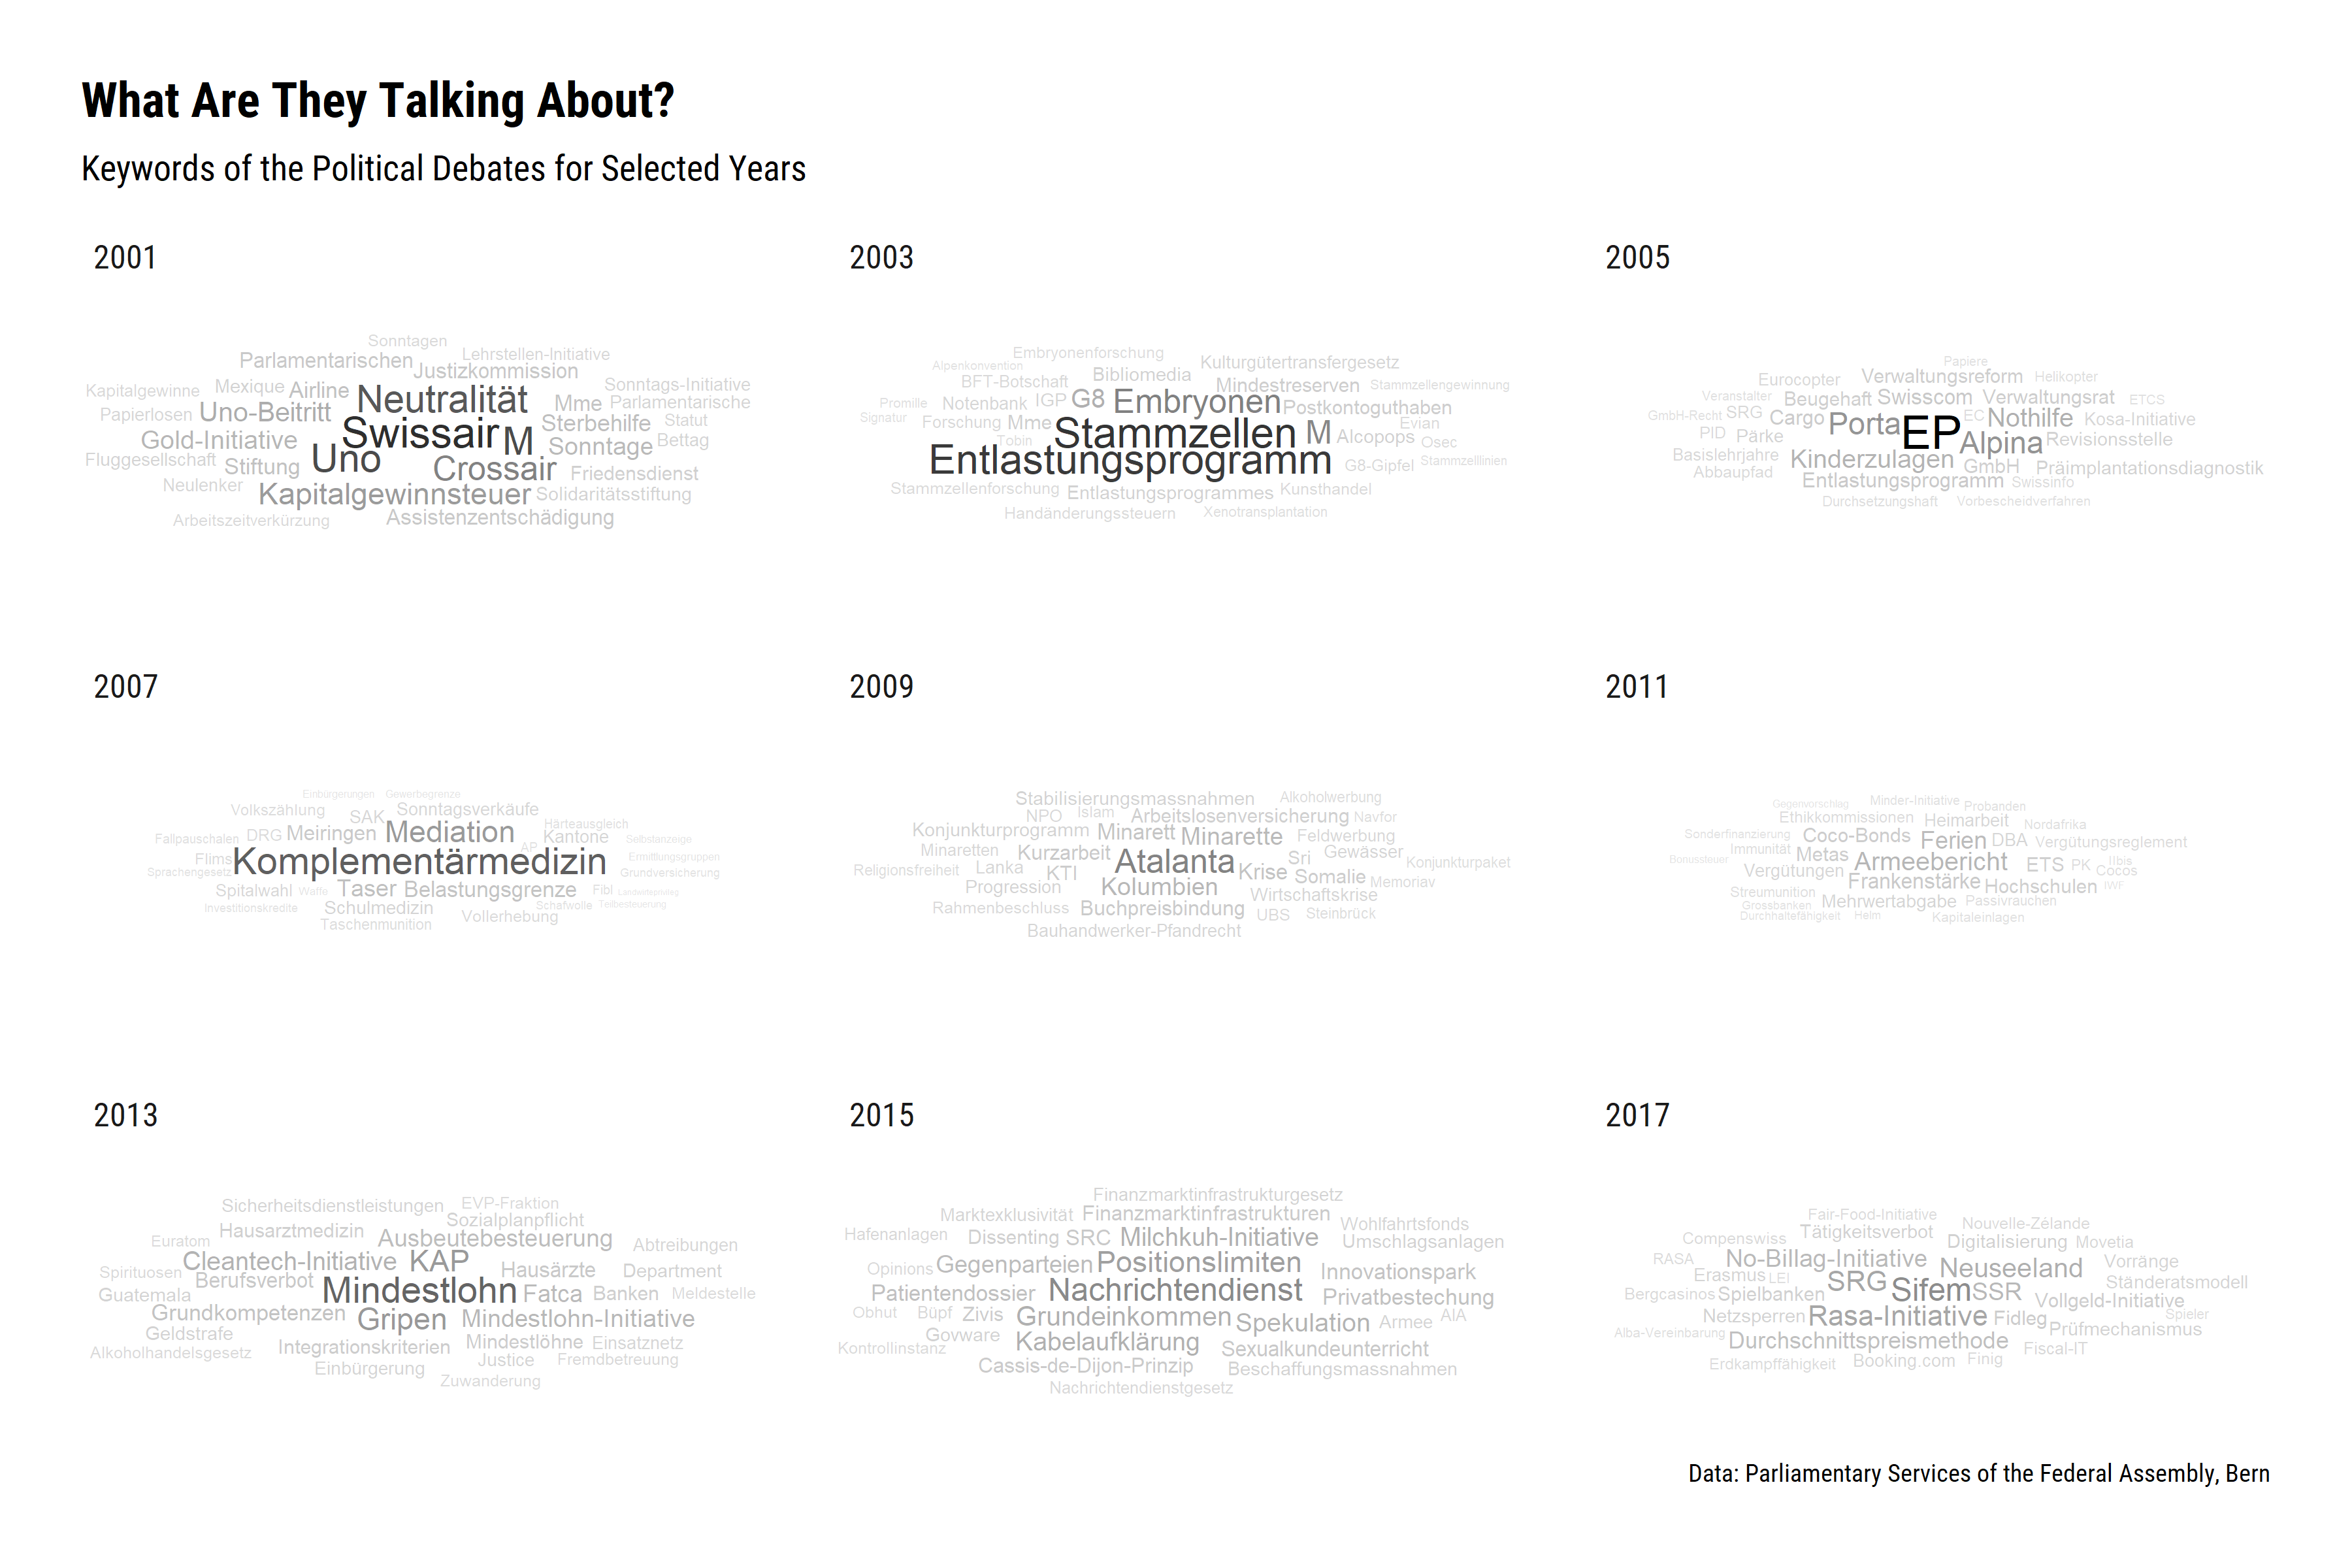 What Are They Talking About?
Keywords of the Political Debates for Selected Years
2001
Sonntagen
Parlamentarischen Lehrstellen-Initiative
Justizkommission
Kapitalgewinne Mexique Airline Neutralität Sonntags-Initiative
Papierlosen Uno-Beitritt Mme Parlamentarische
Swissair M Sterbehilfe Statut
Gold-Initiative Sonntage Bettag
Fluggesellschaft Stiftung Uno Crossair Friedensdienst
Neulenker Kapitalgewinnsteuer Solidaritätsstiftung
Arbeitszeitverkürzung Assistenzentschädigung
2003
Embryonenforschung
Alpenkonvention Kulturgütertransfergesetz
BFT-Botschaft Bibliomedia Mindestreserven Stammzellengewinnung
Promille Notenbank IGP G8 Embryonen Postkontoguthaben
Signatur Forschung Mme Evian
Tobin Stammzellen M Alcopops Osec
Entlastungsprogramm G8-Gipfel Stammzelllinien
Stammzellenforschung Entlastungsprogrammes Kunsthandel
Handänderungssteuern Xenotransplantation
2005
Papiere
Eurocopter Verwaltungsreform Helikopter
Veranstalter Beugehaft Swisscom Verwaltungsrat ETCS
GmbH-Recht SRG Cargo Porta EP EC Nothilfe Kosa-Initiative
PID Pärke Alpina Revisionsstelle
Basislehrjahre Kinderzulagen GmbH Präimplantationsdiagnostik
Abbaupfad Entlastungsprogramm Swissinfo
Durchsetzungshaft Vorbescheidverfahren
2007
Einbürgerungen Gewerbegrenze
Volkszählung SAK Sonntagsverkäufe
Härteausgleich
Fallpauschalen DRG Meiringen Mediation Kantone Selbstanzeige
AP
Flims Komplementärmedizin Ermittlungsgruppen
Sprachengesetz Grundversicherung
Spitalwahl Waffe Taser Belastungsgrenze Fibl
Investitionskredite Schulmedizin Schafwolle Teilbesteuerung
Taschenmunition Vollerhebung
2009
Stabilisierungsmassnahmen Alkoholwerbung
NPO Islam Arbeitslosenversicherung Navfor
Konjunkturprogramm Minarett Minarette Feldwerbung
Minaretten Kurzarbeit Atalanta Sri Gewässer
Religionsfreiheit Lanka KTI Krise Somalie Konjunkturpaket
Progression Kolumbien Wirtschaftskrise Memoriav
Rahmenbeschluss Buchpreisbindung UBS Steinbrück
Bauhandwerker-Pfandrecht
2011
Gegenvorschlag Minder-Initiative Probanden
Ethikkommissionen Heimarbeit Nordafrika
Sonderfinanzierung Coco-Bonds Ferien DBA Vergütungsreglement
Immunität Metas
Bonussteuer Armeebericht ETS PK Ilbis
Vergütungen Cocos
Frankenstärke Hochschulen IWF
Streumunition Mehrwertabgabe Passivrauchen
Grossbanken
Durchhaltefähigkeit Helm Kapitaleinlagen
2013
Sicherheitsdienstleistungen EVP-Fraktion
Hausarztmedizin Sozialplanpflicht
Euratom Ausbeutebesteuerung Abtreibungen
Cleantech-Initiative KAP Hausärzte Department
Spirituosen Berufsverbot
Guatemala Mindestlohn Fatca Banken Meldestelle
Grundkompetenzen Gripen Mindestlohn-Initiative
Geldstrafe Integrationskriterien Mindestlöhne Einsatznetz
Alkoholhandelsgesetz Einbürgerung Justice Fremdbetreuung
Zuwanderung
2015
Finanzmarktinfrastrukturgesetz
Marktexklusivität Finanzmarktinfrastrukturen
Hafenanlagen Dissenting SRC Milchkuh-Initiative Wohlfahrtsfonds
Umschlagsanlagen
Opinions Gegenparteien Positionslimiten Innovationspark
Patientendossier Nachrichtendienst Privatbestechung
Obhut Büpf Zivis Grundeinkommen Spekulation Armee AIA
Govware Kabelaufklärung Sexualkundeunterricht
Kontrollinstanz Cassis-de-Dijon-Prinzip Beschaffungsmassnahmen
Nachrichtendienstgesetz
2017
Fair-Food-Initiative
Tätigkeitsverbot Nouvelle-Zélande
Compenswiss Digitalisierung Movetia
RASA No-Billag-Initiative Neuseeland Vorränge
Erasmus LEI SRG Sifem SSR Ständeratsmodell
Bergcasinos Spielbanken Vollgeld-Initiative
Netzsperren Rasa-Initiative Fidleg Spieler
Alba-Vereinbarung Durchschnittspreismethode Prüfmechanismus
Erdkampffähigkeit Booking.com Finig Fiscal-IT
Data: Parliamentary Services of the Federal Assembly, Bern